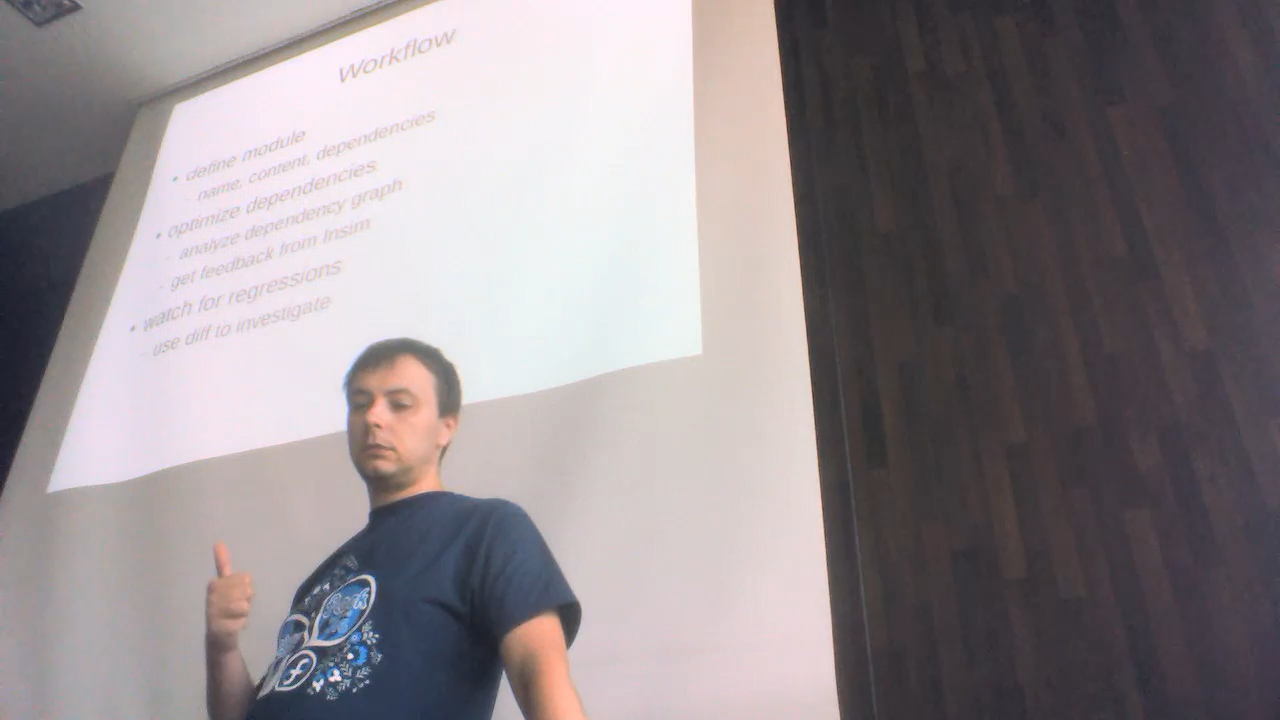 Workflow
• define module
- name, content, dependencies
• optimize dependencies
- analyze dependency graph
- get feedback from Insim
• watch for regressions
- use diff to investigate